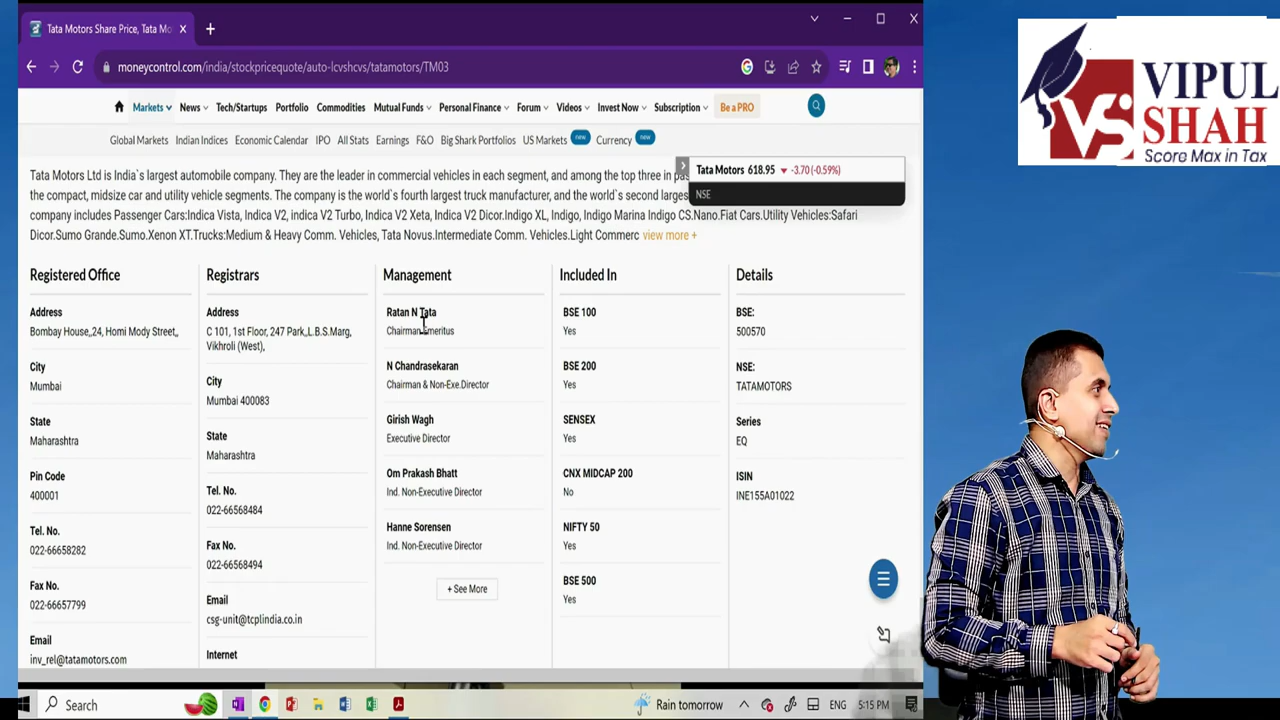 Tata Motors Share Price, Tata Mo
moneycontrol.com/india/stockpricequote/auto-lcvshcvs/tatamotors/TM03
Markets News Tech/Startups Portfolio Commodities Mutual Funds Personal Finance Forum Videos Invest Now Subscription Be a PRO
Global Markets Indian Indices Economic Calendar IPO All Stats Earnings F&O Big Shark Portfolios US Markets new Currency new
Tata Motors 618.95 -3.70 (-0.59%)
NSE
Tata Motors Ltd is India`s largest automobile company. They are the leader in commercial vehicles in each segment, and among the top three in
the compact, midsize car and utility vehicle segments. The company is the world`s fourth largest truck manufacturer, and the world`s second largest
company includes Passenger Cars:Indica Vista, Indica V2, indica V2 Turbo, Indica V2 Xeta, Indica V2 Dicor.Indigo XL, Indigo, Indigo Marina Indigo CS.Nano.Fiat Cars.Utility Vehicles:Safari
Dicor.Sumo Grande.Sumo.Xenon XT.Trucks:Medium & Heavy Comm. Vehicles, Tata Novus.Intermediate Comm. Vehicles.Light Commerc view more +
Registered Office
Address
Bombay House,,24, Homi Mody Street,,
City
Mumbai
State
Maharashtra
Pin Code
400001
Tel. No.
022-66658282
Fax No.
022-66657799
Email
inv_rel@tatamotors.com
Registrars
Address
C 101, 1st Floor, 247 Park,,L.B.S.Marg,
Vikhroli (West),
City
Mumbai 400083
State
Maharashtra
Tel. No.
022-66568484
Fax No.
022-66568494
Email
csg-unit@tcplindia.co.in
Internet
Management
Ratan N Tata
Chairman Emeritus
N Chandrasekaran
Chairman & Non-Exe.Director
Girish Wagh
Executive Director
Om Prakash Bhatt
Ind. Non-Executive Director
Hanne Sorensen
Ind. Non-Executive Director
+ See More
Included In
BSE 100
Yes
BSE 200
Yes
SENSEX
Yes
CNX MIDCAP 200
No
NIFTY 50
Yes
BSE 500
Yes
Details
BSE:
500570
NSE:
TATAMOTORS
Series
EQ
ISIN
INE155A01022
VS
VIPUL
SHAH
Score Max in Tax
Search
Rain tomorrow
ENG
5:15 PM